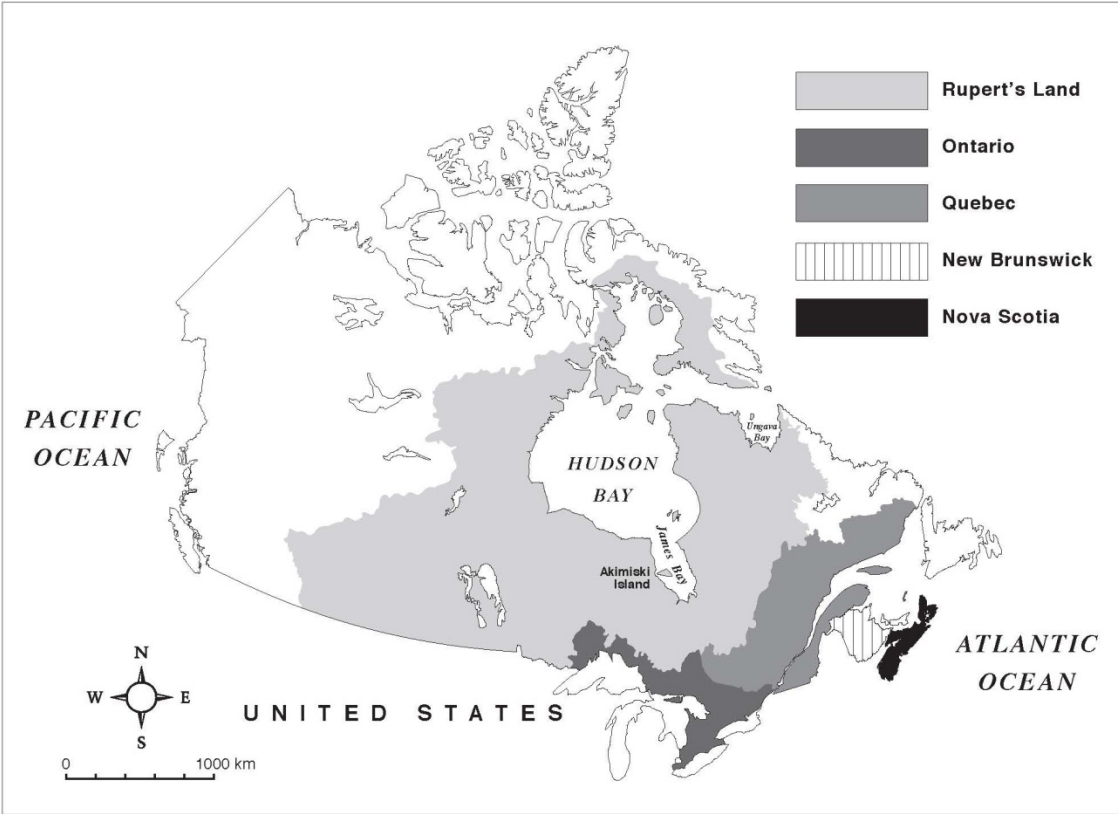 Rupert's Land
Ontario
Quebec
New Brunswick
Nova Scotia
PACIFIC
OCEAN
HUDSON
BAY
Ungava
Bay
James Bay
Akimiski
Island
ATLANTIC
OCEAN
UNITED STATES
N
W
E
S
0
1000 km